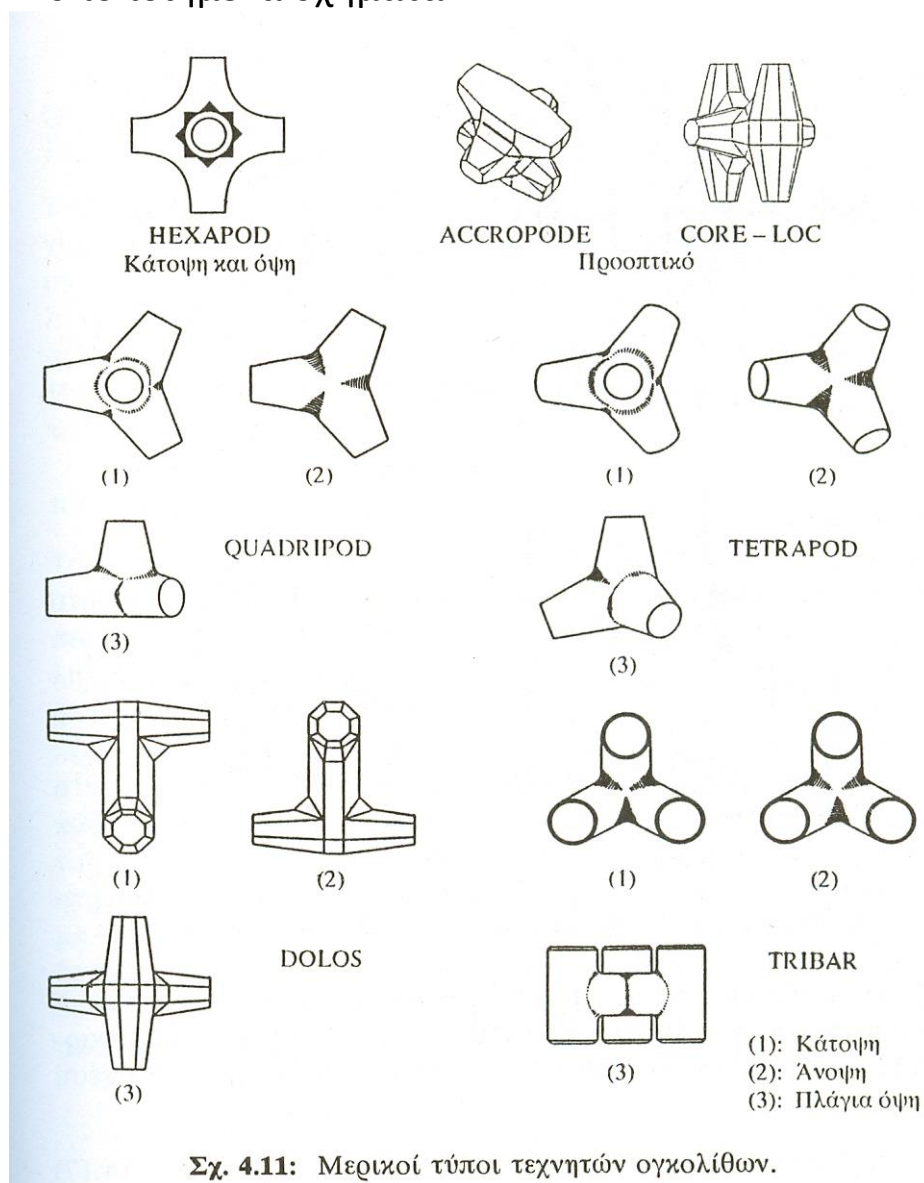 HEXAPOD
Κάτοψη και όψη
ACCROPODE
CORE – LOC
Προοπτικό
(1)
(2)
(1)
(2)
QUADRIPOD
TETRAPOD
(3)
(3)
(1)
(2)
(1)
(2)
DOLOS
TRIBAR
(3)
(3)
(1): Κάτοψη
(2): Άνοψη
(3): Πλάγια όψη
Σχ. 4.11: Μερικοί τύποι τεχνητών ογκολίθων.